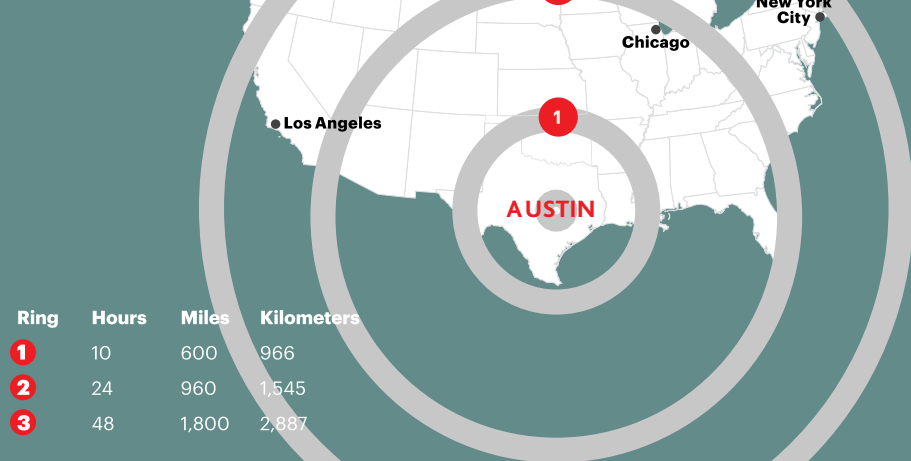 New York
City
Chicago
1
Los Angeles
AUSTIN
Ring Hours Miles Kilometers
1 10 600 966
2 24 960 1,545
3 48 1,800 2,887